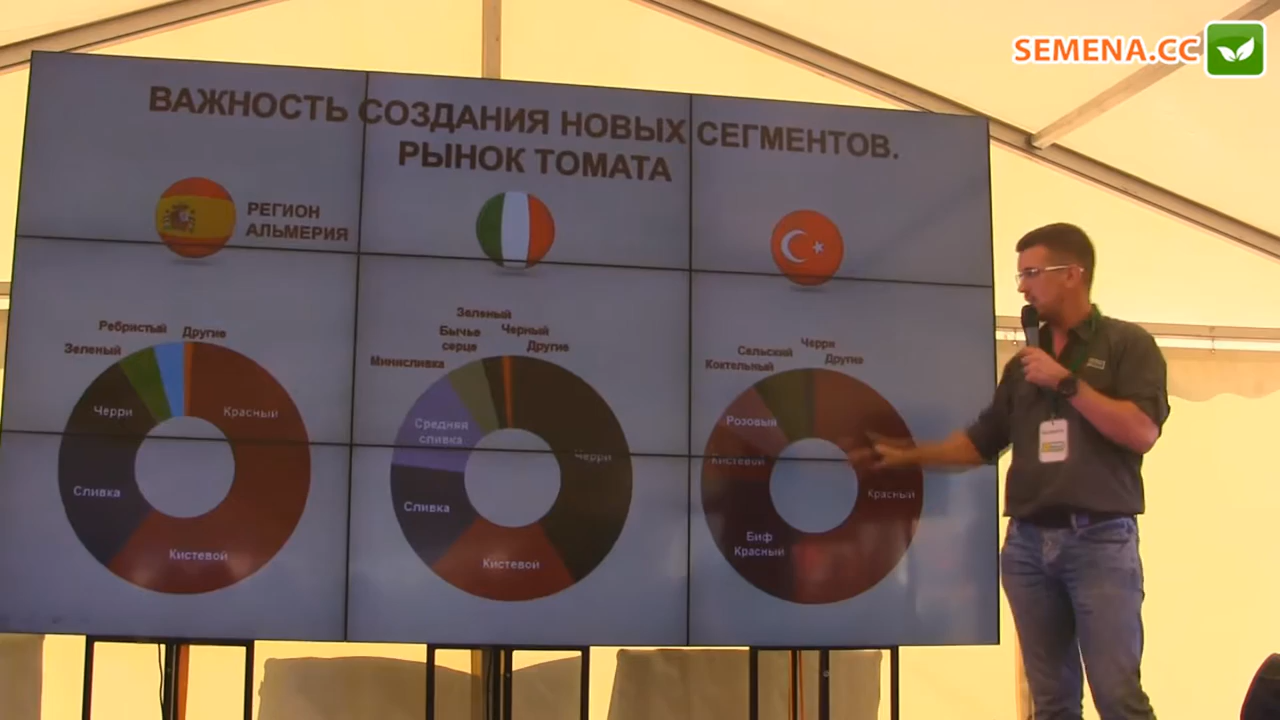 SEMENA.CC
ВАЖНОСТЬ СОЗДАНИЯ НОВЫХ СЕГМЕНТОВ.
РЫНОК ТОМАТА
РЕГИОН
АЛЬМЕРИЯ
Ребристый
Другие
Зеленый
Черри
Красный
Сливка
Кистевой
Зеленый
Бычье
сердце
Черный
Другие
Минисливка
Средняя
сливка
Черри
Сливка
Кистевой
Черри
Сельский
Другие
Коктельный
Розовый
Кистевой
Красный
Биф
Красный